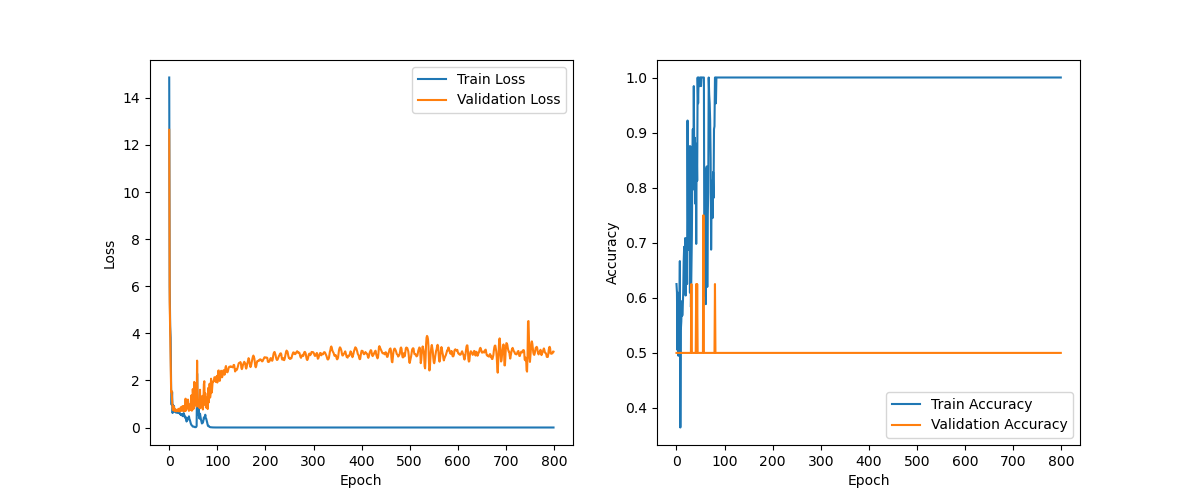 14
12
10
8
6
4
2
0
Loss
0 100 200 300 400 500 600 700 800
Epoch
Train Loss
Validation Loss
1.0
0.9
0.8
0.7
0.6
0.5
0.4
Accuracy
0 100 200 300 400 500 600 700 800
Epoch
Train Accuracy
Validation Accuracy